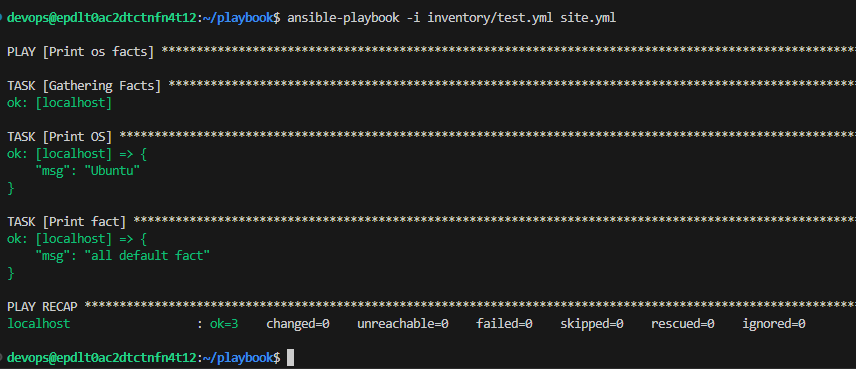 devops@epdlt0ac2dtctnfn4t12:~/playbook$ ansible-playbook -i inventory/test.yml site.yml
PLAY [Print os facts] ****************************************************************************************************
TASK [Gathering Facts] ***************************************************************************************************
ok: [localhost]
TASK [Print OS] **********************************************************************************************************
ok: [localhost] => {
    "msg": "Ubuntu"
}
TASK [Print fact] ********************************************************************************************************
ok: [localhost] => {
    "msg": "all default fact"
}
PLAY RECAP ***************************************************************************************************************
localhost                  : ok=3    changed=0    unreachable=0    failed=0    skipped=0    rescued=0    ignored=0
devops@epdlt0ac2dtctnfn4t12:~/playbook$